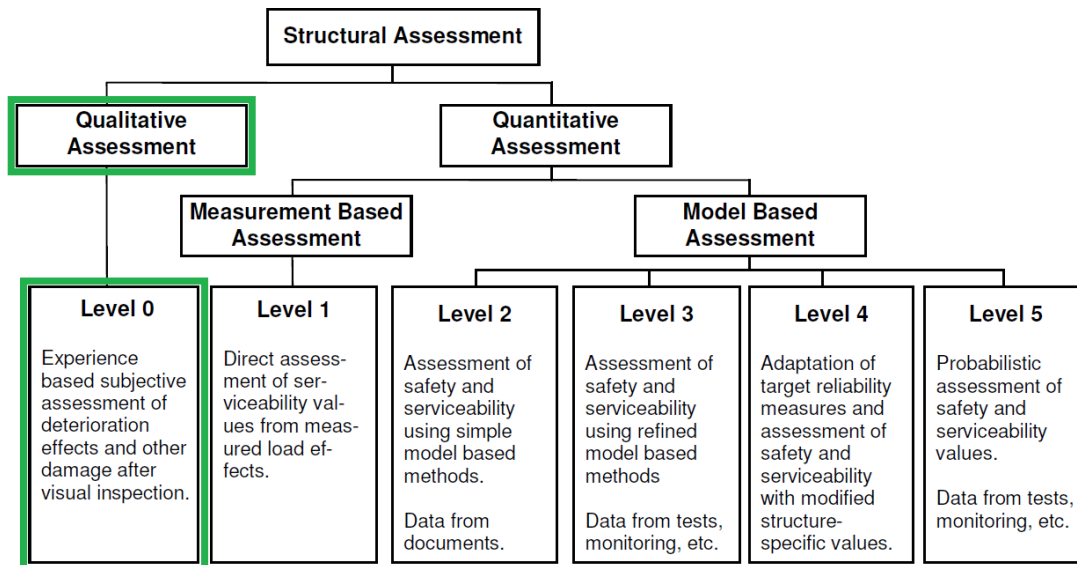 Structural Assessment
Qualitative
Assessment
Quantitative
Assessment
Measurement Based
Assessment
Model Based
Assessment
Level 0
Experience
based subjective
assessment of
deterioration
effects and other
damage after
visual inspection.
Level 1
Direct assess-
ment of ser-
viceability val-
ues from meas-
ured load ef-
fects.
Level 2
Assessment of
safety and
serviceability
using simple
model based
methods.
Data from
documents.
Level 3
Assessment of
safety and
serviceability
using refined
model based
methods
Data from tests,
monitoring, etc.
Level 4
Adaptation of
target reliability
measures and
assessment of
safety and
serviceability
with modified
structure-
specific values.
Level 5
Probabilistic
assessment of
safety and
serviceability
values.
Data from tests,
monitoring, etc.